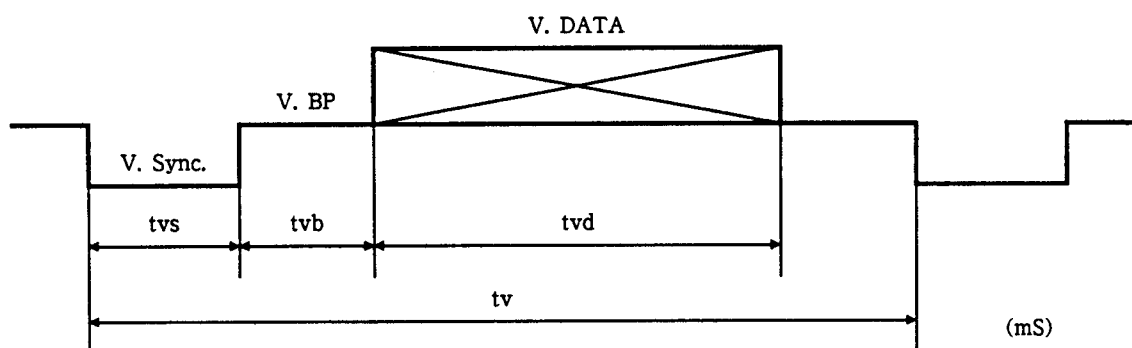 V. DATA
V. BP
V. Sync.
tvs tvb tvd
tv
(mS)